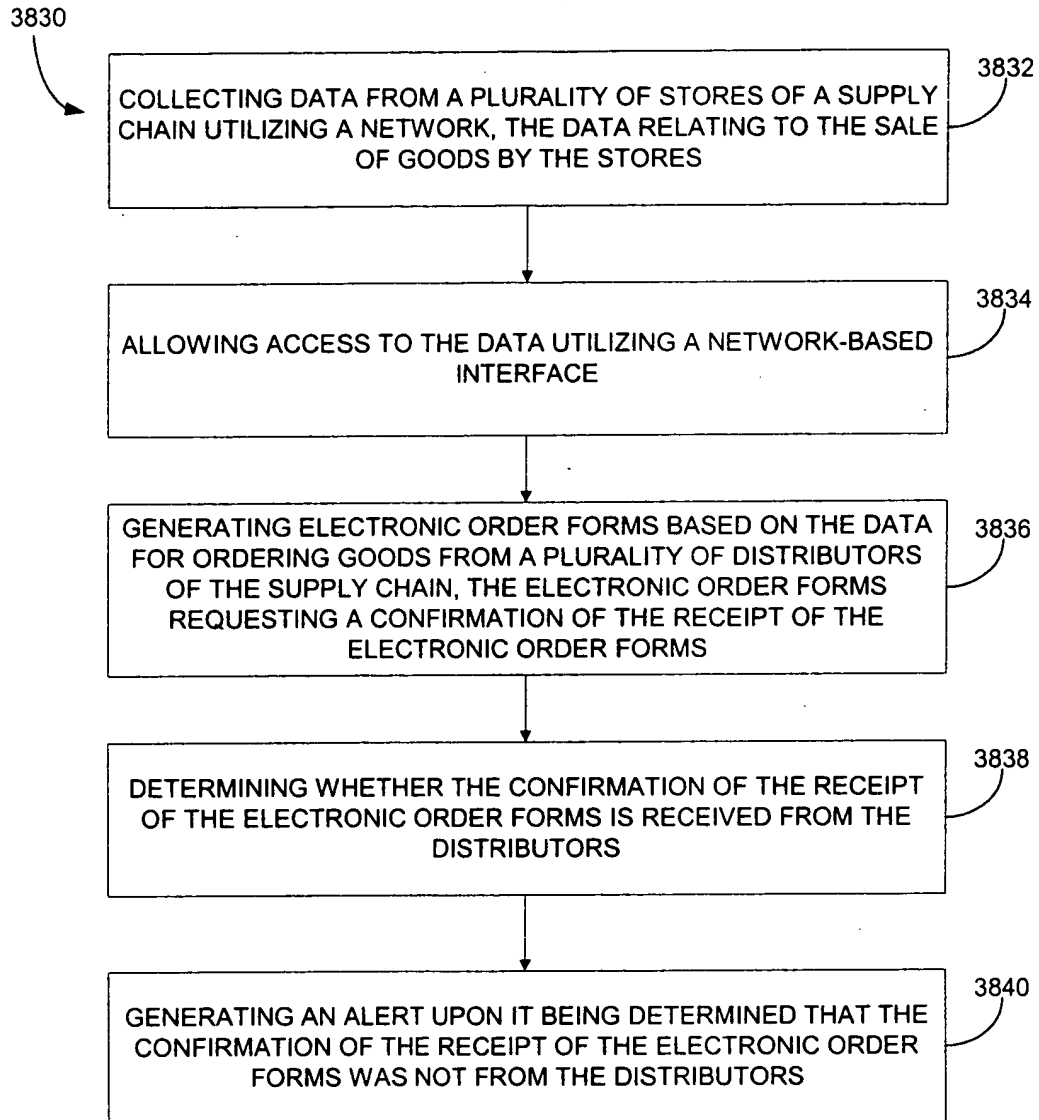 3830
3832
COLLECTING DATA FROM A PLURALITY OF STORES OF A SUPPLY
CHAIN UTILIZING A NETWORK, THE DATA RELATING TO THE SALE
OF GOODS BY THE STORES
3834
ALLOWING ACCESS TO THE DATA UTILIZING A NETWORK-BASED
INTERFACE
3836
GENERATING ELECTRONIC ORDER FORMS BASED ON THE DATA
FOR ORDERING GOODS FROM A PLURALITY OF DISTRIBUTORS
OF THE SUPPLY CHAIN, THE ELECTRONIC ORDER FORMS
REQUESTING A CONFIRMATION OF THE RECEIPT OF THE
ELECTRONIC ORDER FORMS
3838
DETERMINING WHETHER THE CONFIRMATION OF THE RECEIPT
OF THE ELECTRONIC ORDER FORMS IS RECEIVED FROM THE
DISTRIBUTORS
3840
GENERATING AN ALERT UPON IT BEING DETERMINED THAT THE
CONFIRMATION OF THE RECEIPT OF THE ELECTRONIC ORDER
FORMS WAS NOT FROM THE DISTRIBUTORS